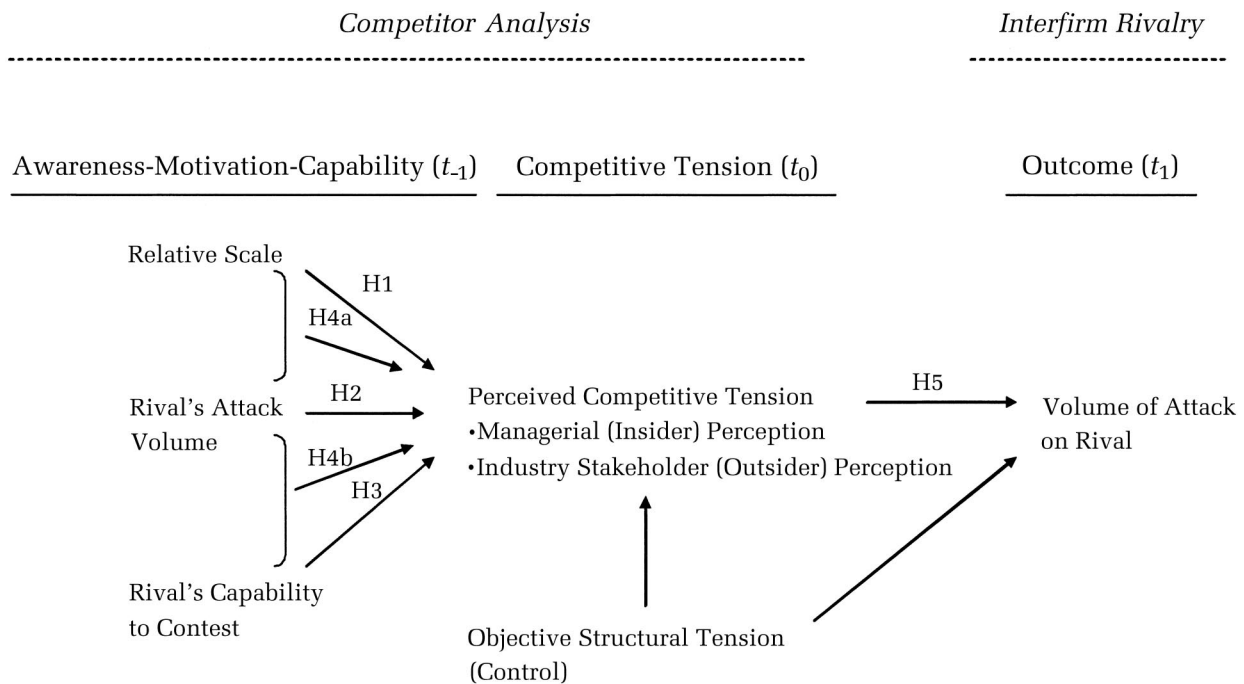 Competitor Analysis
Interfirm Rivalry
Awareness-Motivation-Capability (t-1)
Competitive Tension (t0)
Outcome (t1)
Relative Scale
H1
H4a
Rival's Attack
Volume
H2
H4b
H3
Rival's Capability
to Contest
Perceived Competitive Tension
•Managerial (Insider) Perception
•Industry Stakeholder (Outsider) Perception
H5
Volume of Attack
on Rival
Objective Structural Tension
(Control)